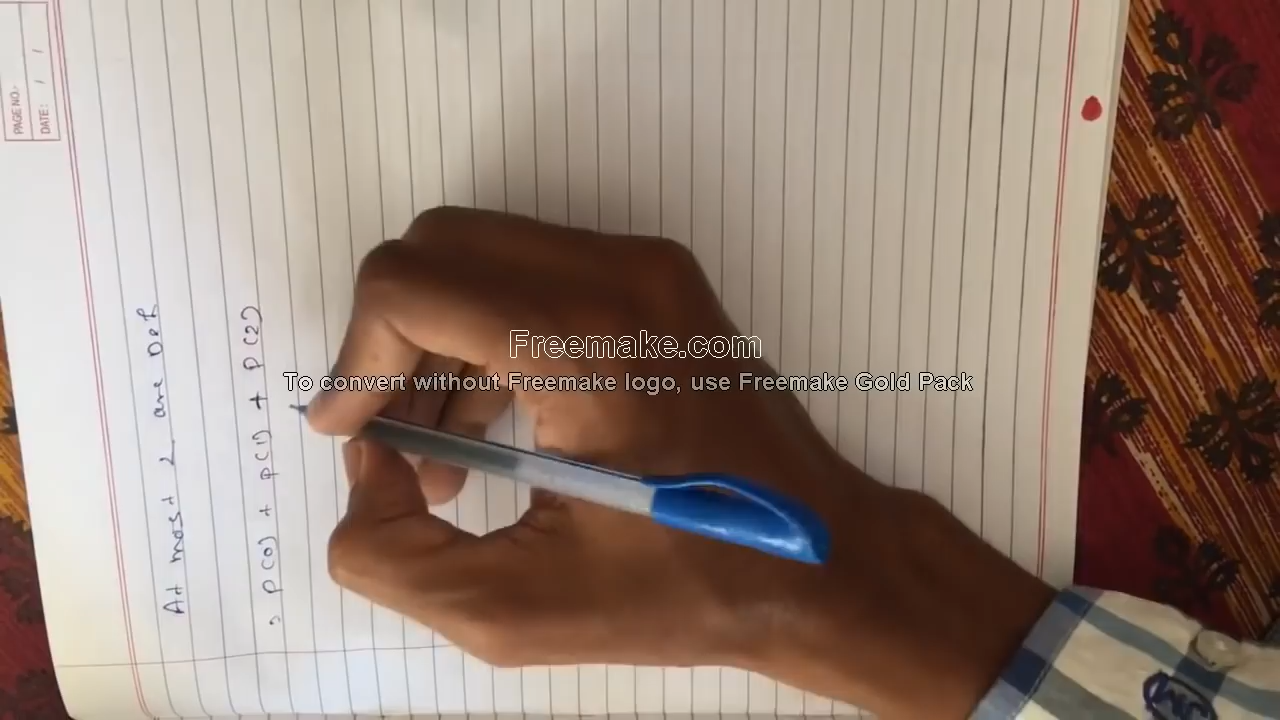 PAGE NO.:
DATE: / /
At most 2 are Def
= P(0) + P(1) + P(2)
Freemake.com
To convert without Freemake logo, use Freemake Gold Pack